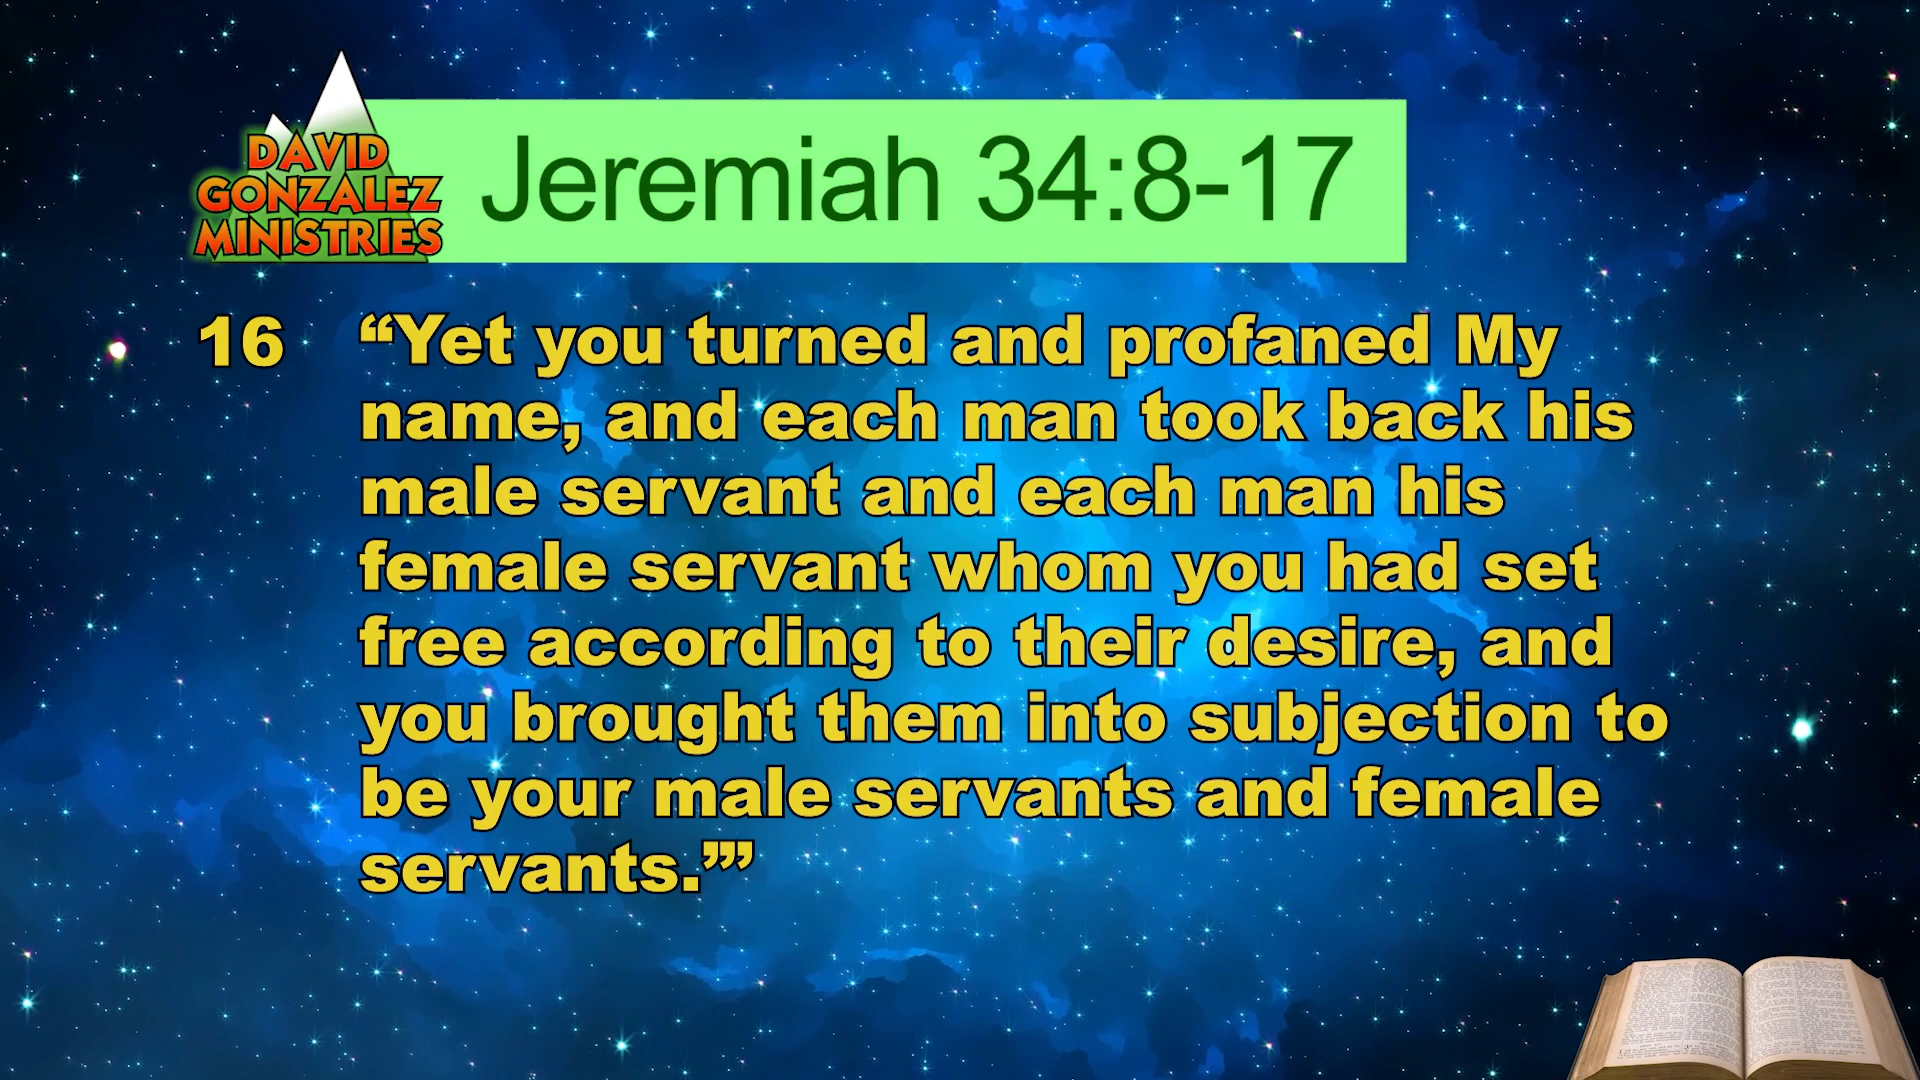 DAVID
GONZALEZ
MINISTRIES
Jeremiah 34:8-17
16 “Yet you turned and profaned My
name, and each man took back his
male servant and each man his
female servant whom you had set
free according to their desire, and
you brought them into subjection to
be your male servants and female
servants.”’